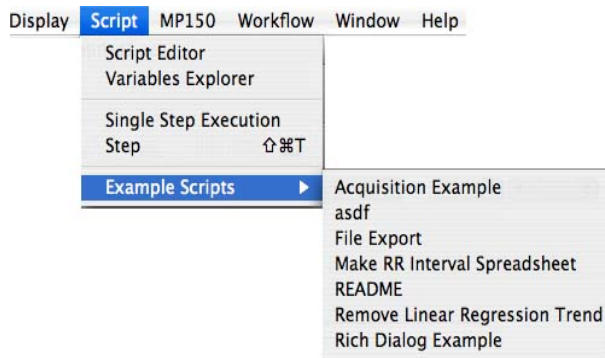 Display Script MP150 Workflow Window Help
Script Editor
Variables Explorer
Single Step Execution
Step ⇧⌘T
Example Scripts ▶
Acquisition Example
asdf
File Export
Make RR Interval Spreadsheet
README
Remove Linear Regression Trend
Rich Dialog Example